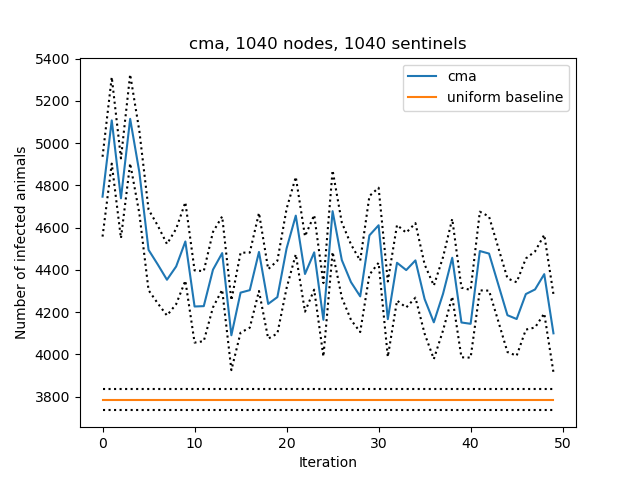 cma, 1040 nodes, 1040 sentinels
cma
uniform baseline
Number of infected animals
5400
5200
5000
4800
4600
4400
4200
4000
3800
0 10 20 30 40 50
Iteration